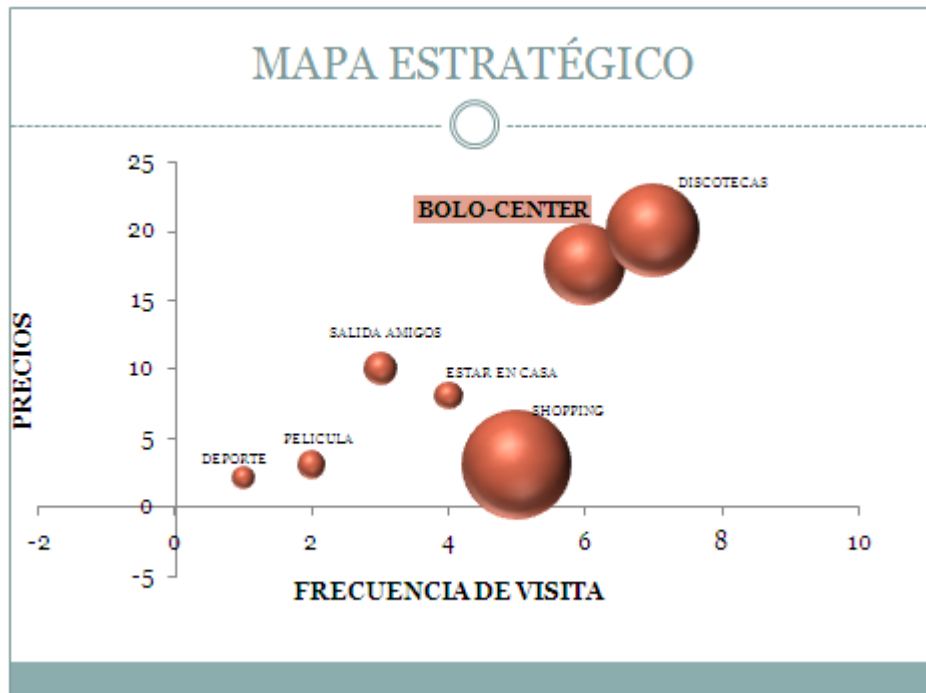 MAPA ESTRATÉGICO
25
DISCOTECAS
BOLO-CENTER
20
15
SALIDA AMIGOS
10
ESTAR EN CASA
SHOPPING
PRECIOS
5
PELICULA
DEPORTE
0
-2
0
2
4
6
8
10
-5
FRECUENCIA DE VISITA